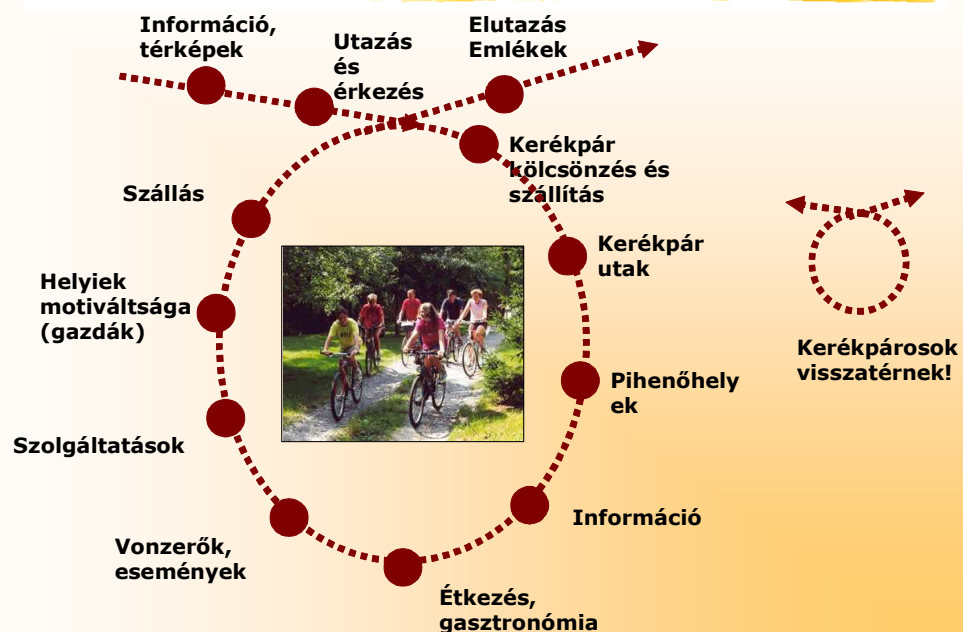 Információ,
térképek
Utazás
és
érkezés
Elutazás
Emlékek
Kerékpár
kölcsönzés és
szállítás
Kerékpár
utak
Pihenőhely
ek
Információ
Étkezés,
gasztronómia
Vonzerők,
események
Szolgáltatások
Helyiek
motiváltsága
(gazdák)
Szállás
Kerékpárosok
visszatérnek!